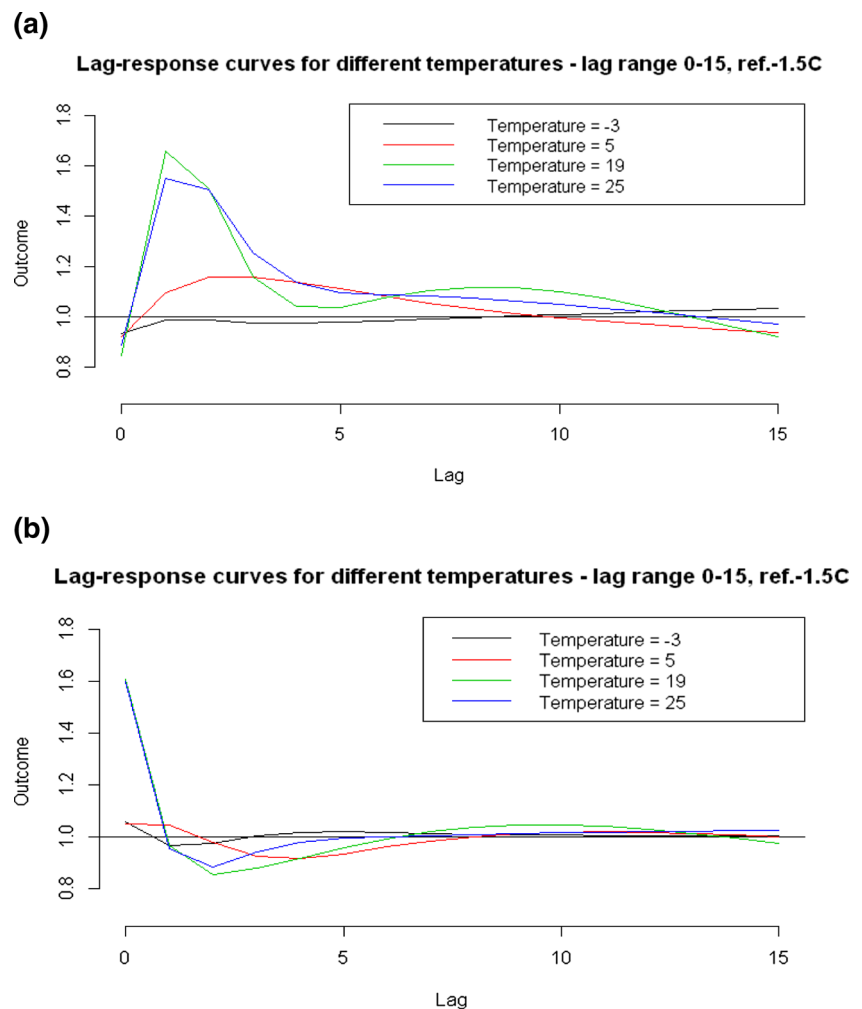 (a)
Lag-response curves for different temperatures - lag range 0-15, ref.-1.5C
Temperature = -3
Temperature = 5
Temperature = 19
Temperature = 25
1.8
1.6
1.4
1.2
1.0
0.8
Outcome
0 5 10 15
Lag
(b)
Lag-response curves for different temperatures - lag range 0-15, ref.-1.5C
Temperature = -3
Temperature = 5
Temperature = 19
Temperature = 25
1.8
1.6
1.4
1.2
1.0
0.8
Outcome
0 5 10 15
Lag